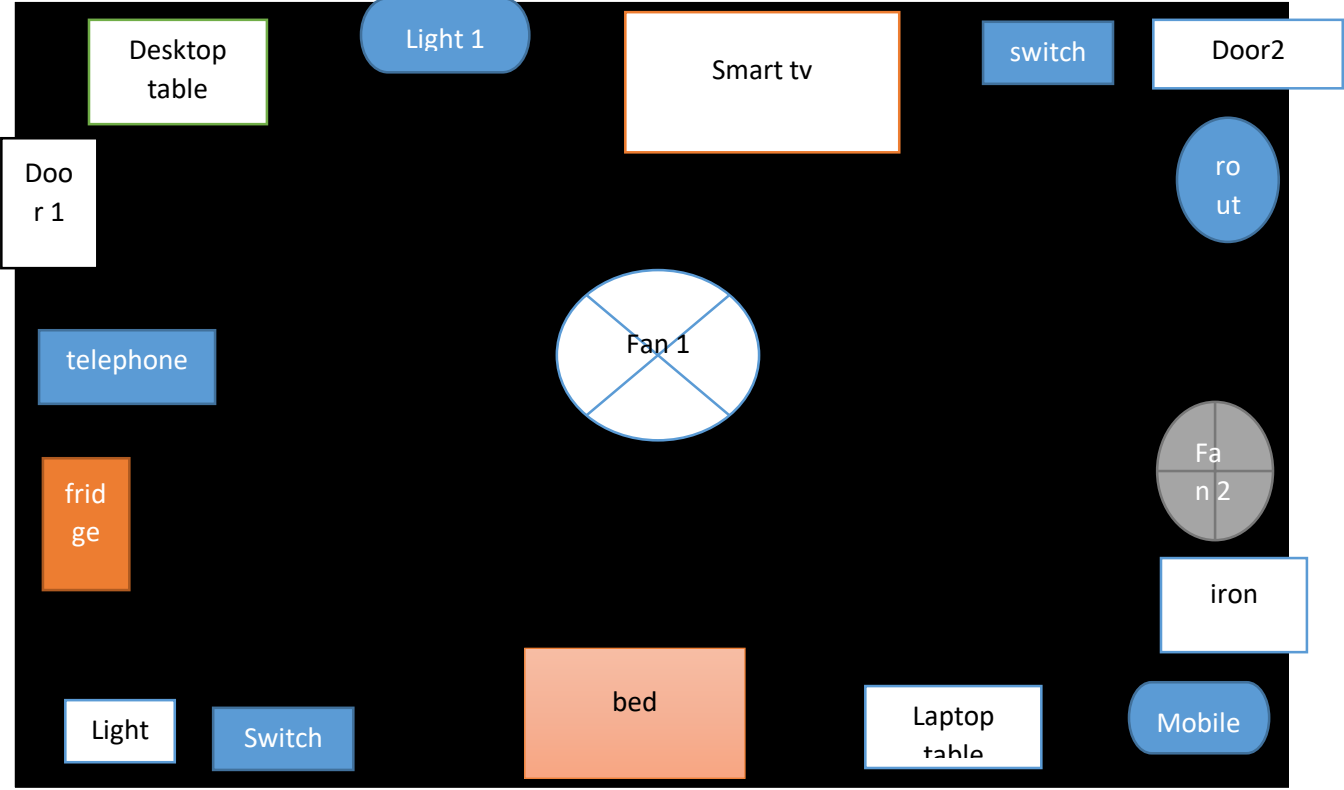 Desktop
table
Light 1
Smart tv
switch
Door2
Doo
r 1
ro
ut
telephone
Fan 1
Fa
n 2
frid
ge
iron
bed
Light
Switch
Laptop
table
Mobile